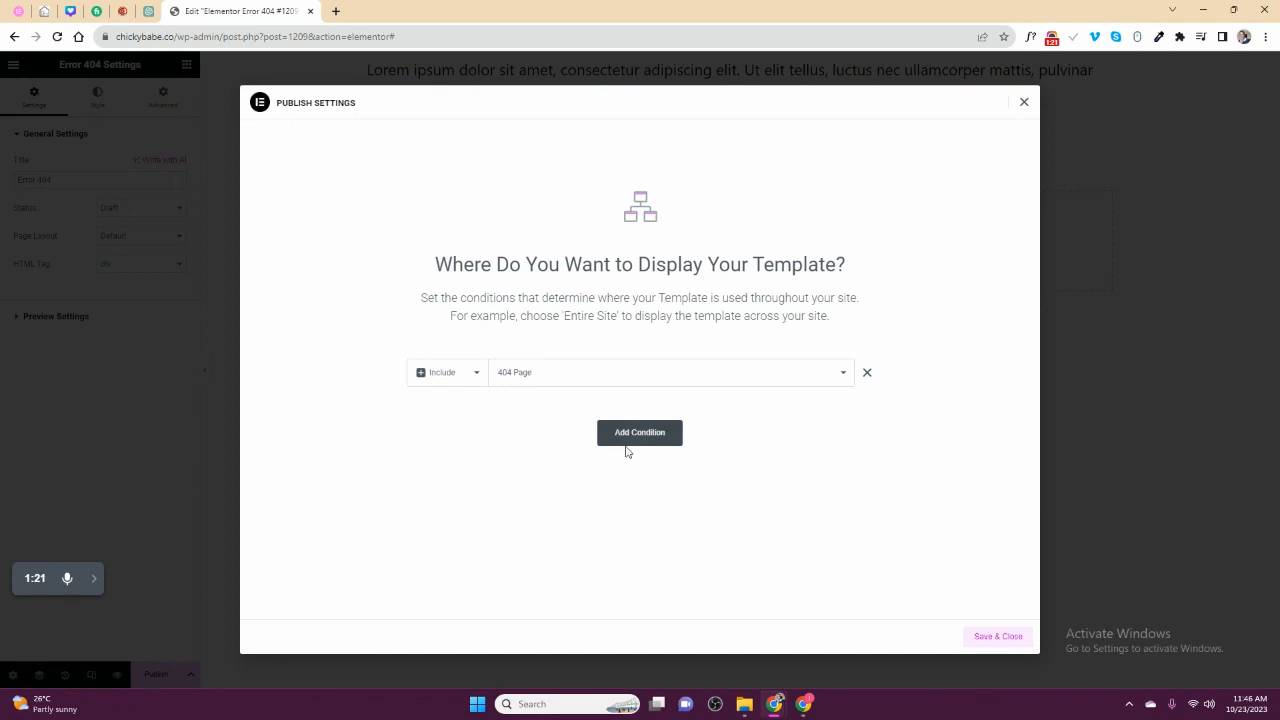 Edit "Elementor Error 404 #1209
chickybabe.co/wp-admin/post.php?post=1209&action=elementor#
f?
1:21
Error 404 Settings
Lorem ipsum dolor sit amet, consectetur adipiscing elit. Ut elit tellus, luctus nec ullamcorper mattis, pulvinar
Settings
Style
Advanced
PUBLISH SETTINGS
General Settings
Title
Write with AI
Error 404
Status
Draft
Page Layout
Default
HTML Tag
div
Preview Settings
Where Do You Want to Display Your Template?
Set the conditions that determine where your Template is used throughout your site.
For example, choose 'Entire Site' to display the template across your site.
Include
404 Page
Add Condition
1:21
Save & Close
Activate Windows
Go to Settings to activate Windows.
Publish
26°C
Partly sunny
Search
11:46 AM
10/23/2023